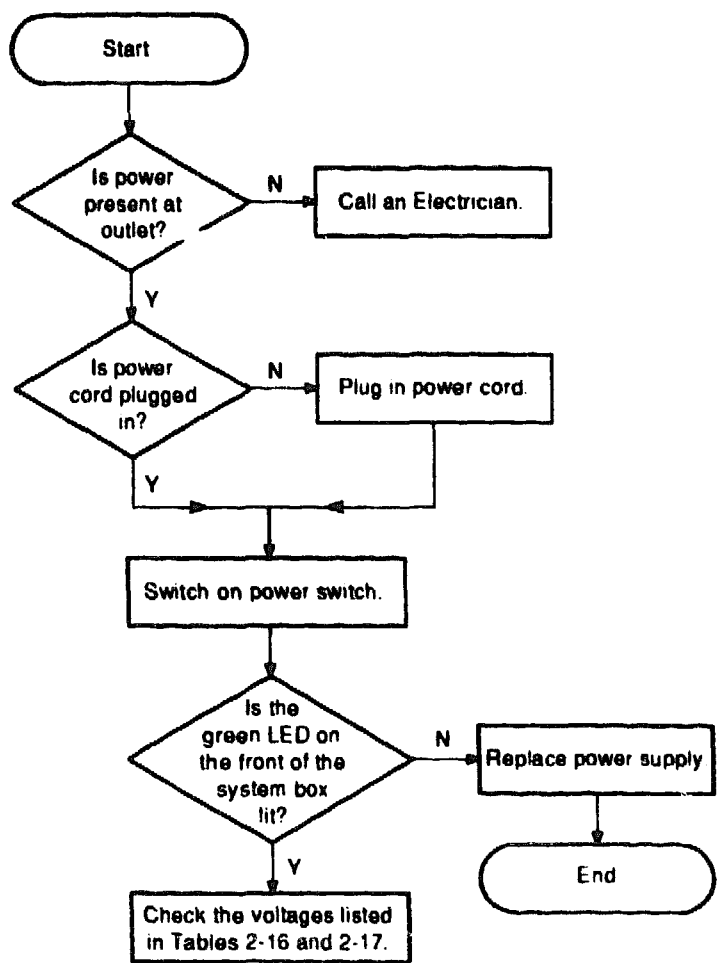 Start
Is power
present at
outlet?
N
Call an Electrician.
Y
Is power
cord plugged
in?
N
Plug in power cord.
Y
Switch on power switch.
Is the
green LED on
the front of the
system box
lit?
N
Replace power supply
Y
End
Check the voltages listed
in Tables 2-16 and 2-17.